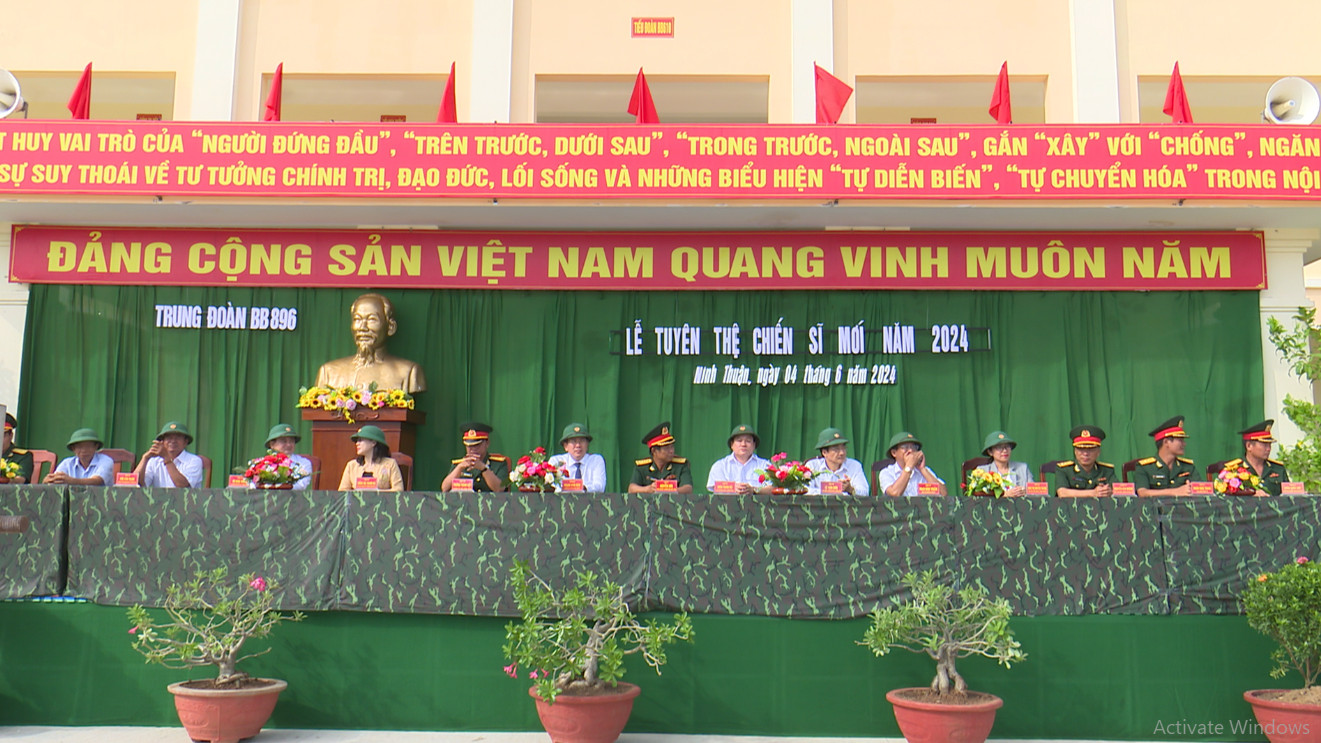 TIỂU ĐOÀN
T HUY VAI TRÒ CỦA “NGƯỜI ĐỨNG ĐẦU”, “TRÊN TRƯỚC, DƯỚI SAU”, “TRONG TRƯỚC, NGOÀI SAU”, GẮN “XÂY” VỚI “CHỐNG”, NGĂN
SỰ SUY THOÁI VỀ TƯ TƯỞNG CHÍNH TRỊ, ĐẠO ĐỨC, LỐI SỐNG VÀ NHỮNG BIỂU HIỆN “TỰ DIỄN BIẾN”, “TỰ CHUYỂN HÓA” TRONG NỘI
ĐẢNG CỘNG SẢN VIỆT NAM QUANG VINH MUÔN NĂM
TRUNG ĐOÀN BB896
LỄ TUYÊN THỆ CHIẾN SĨ MỚI NĂM 2024
Ninh Thuận, ngày 04 tháng 6 năm 2024
Activate Windows